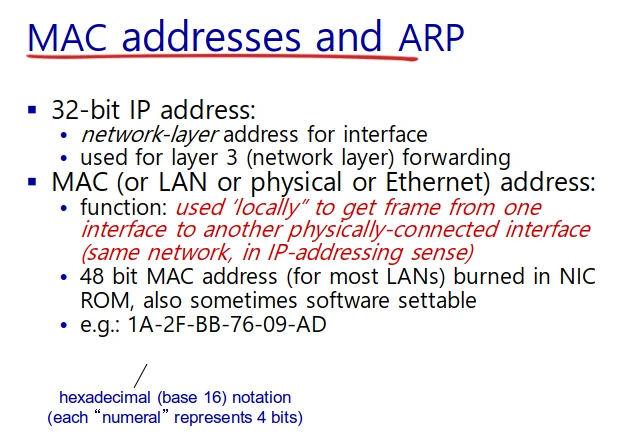 MAC addresses and ARP
▪ 32-bit IP address:
• network-layer address for interface
• used for layer 3 (network layer) forwarding
▪ MAC (or LAN or physical or Ethernet) address:
• function: used ‘locally” to get frame from one
interface to another physically-connected interface
(same network, in IP-addressing sense)
• 48 bit MAC address (for most LANs) burned in NIC
ROM, also sometimes software settable
• e.g.: 1A-2F-BB-76-09-AD
hexadecimal (base 16) notation
(each “numeral” represents 4 bits)